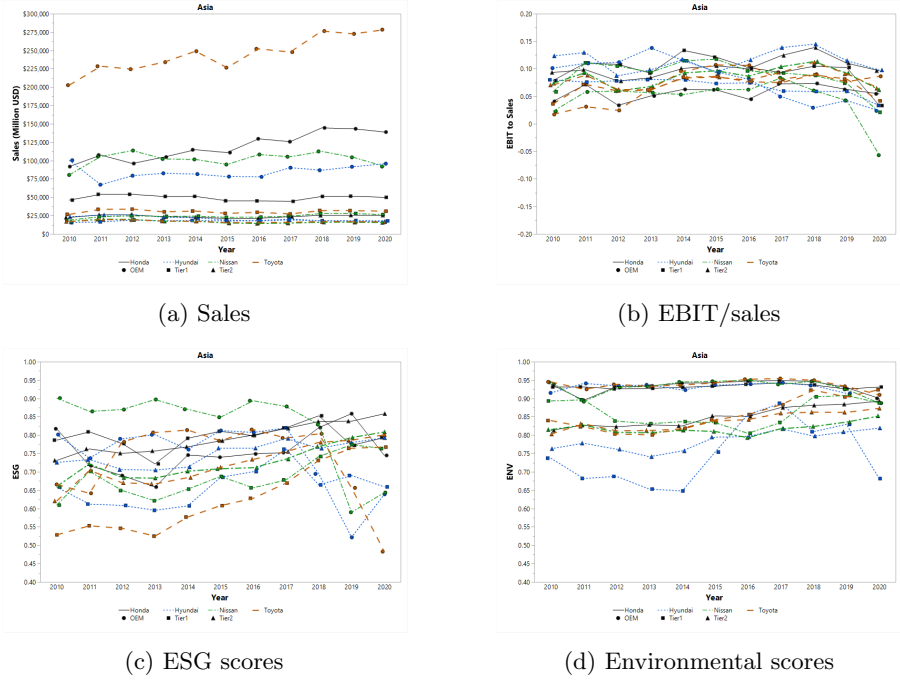 Asia
Sales (Million USD)
$300,000
$275,000
$250,000
$225,000
$200,000
$175,000
$150,000
$125,000
$100,000
$75,000
$50,000
$25,000
$0
2010 2011 2012 2013 2014 2015 2016 2017 2018 2019 2020
Year
Honda Hyundai Nissan Toyota
OEM Tier1 Tier2
(a) Sales
Asia
EBIT to Sales
0.20
0.15
0.10
0.05
0
-0.05
-0.10
-0.15
-0.20
2010 2011 2012 2013 2014 2015 2016 2017 2018 2019 2020
Year
Honda Hyundai Nissan Toyota
OEM Tier1 Tier2
(b) EBIT/sales
Asia
ESG
1.00
0.95
0.90
0.85
0.80
0.75
0.70
0.65
0.60
0.55
0.50
0.45
0.40
2010 2011 2012 2013 2014 2015 2016 2017 2018 2019 2020
Year
Honda Hyundai Nissan Toyota
OEM Tier1 Tier2
(c) ESG scores
Asia
ENV
1.00
0.95
0.90
0.85
0.80
0.75
0.70
0.65
0.60
0.55
0.50
0.45
0.40
2010 2011 2012 2013 2014 2015 2016 2017 2018 2019 2020
Year
Honda Hyundai Nissan Toyota
OEM Tier1 Tier2
(d) Environmental scores